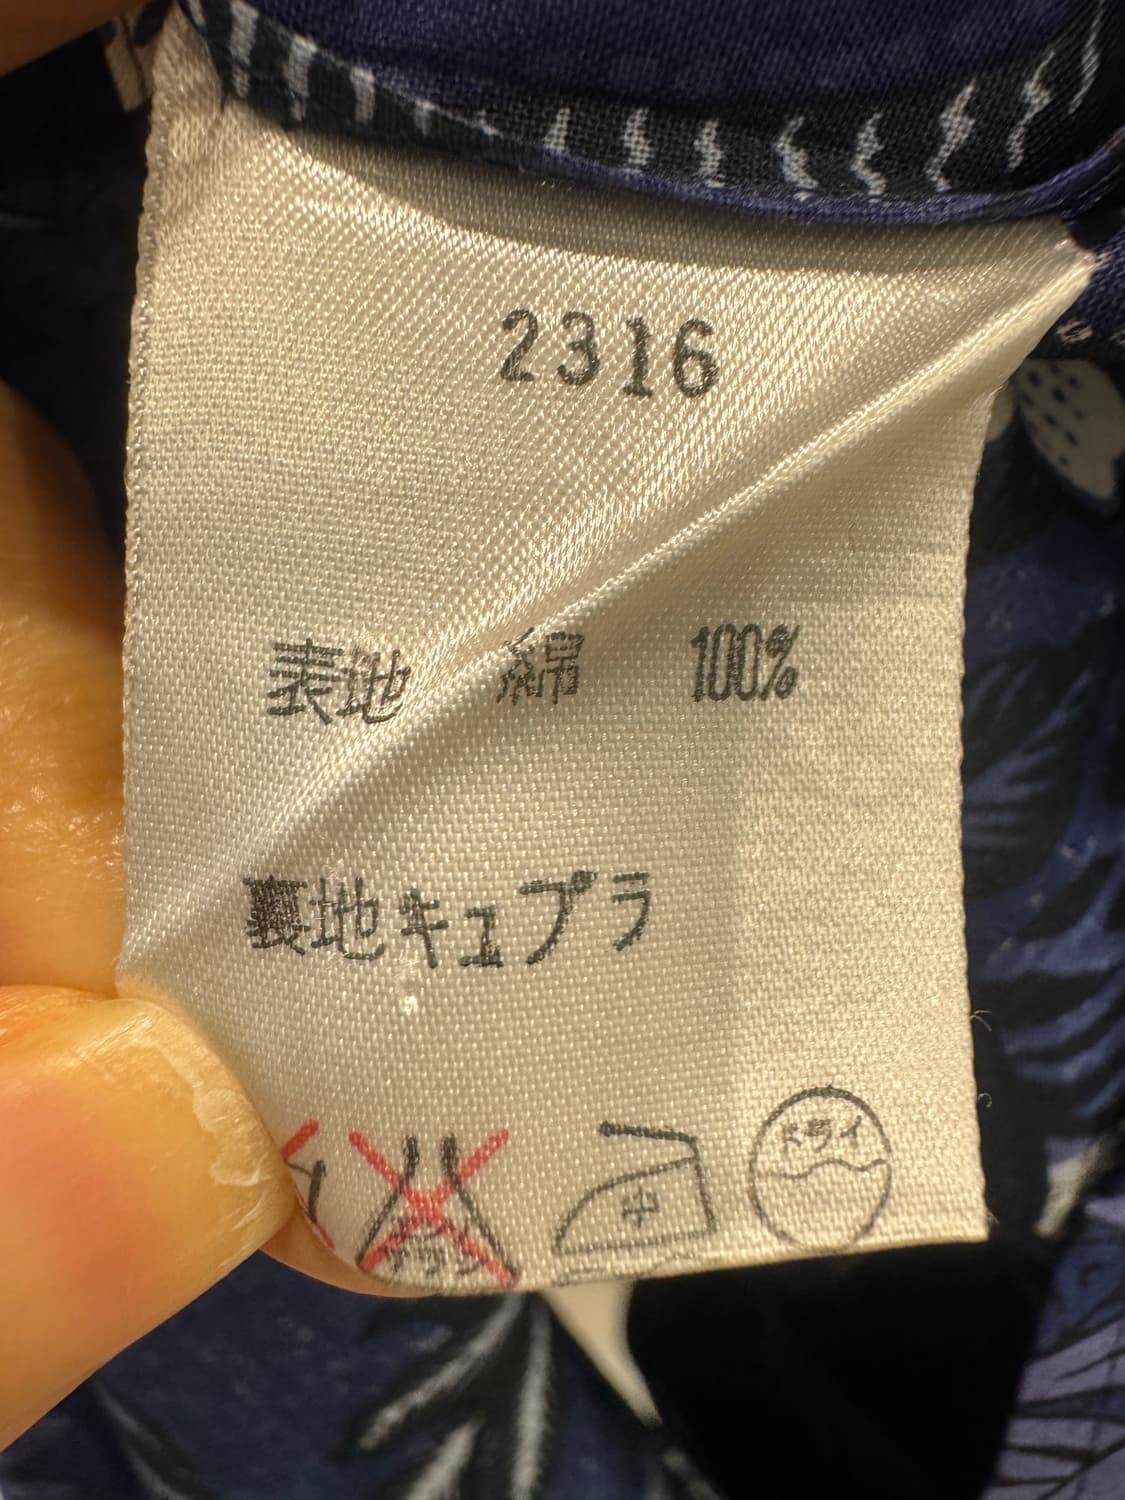 2316
表地 綿 100%
裏地キュプラ
中 ドライ